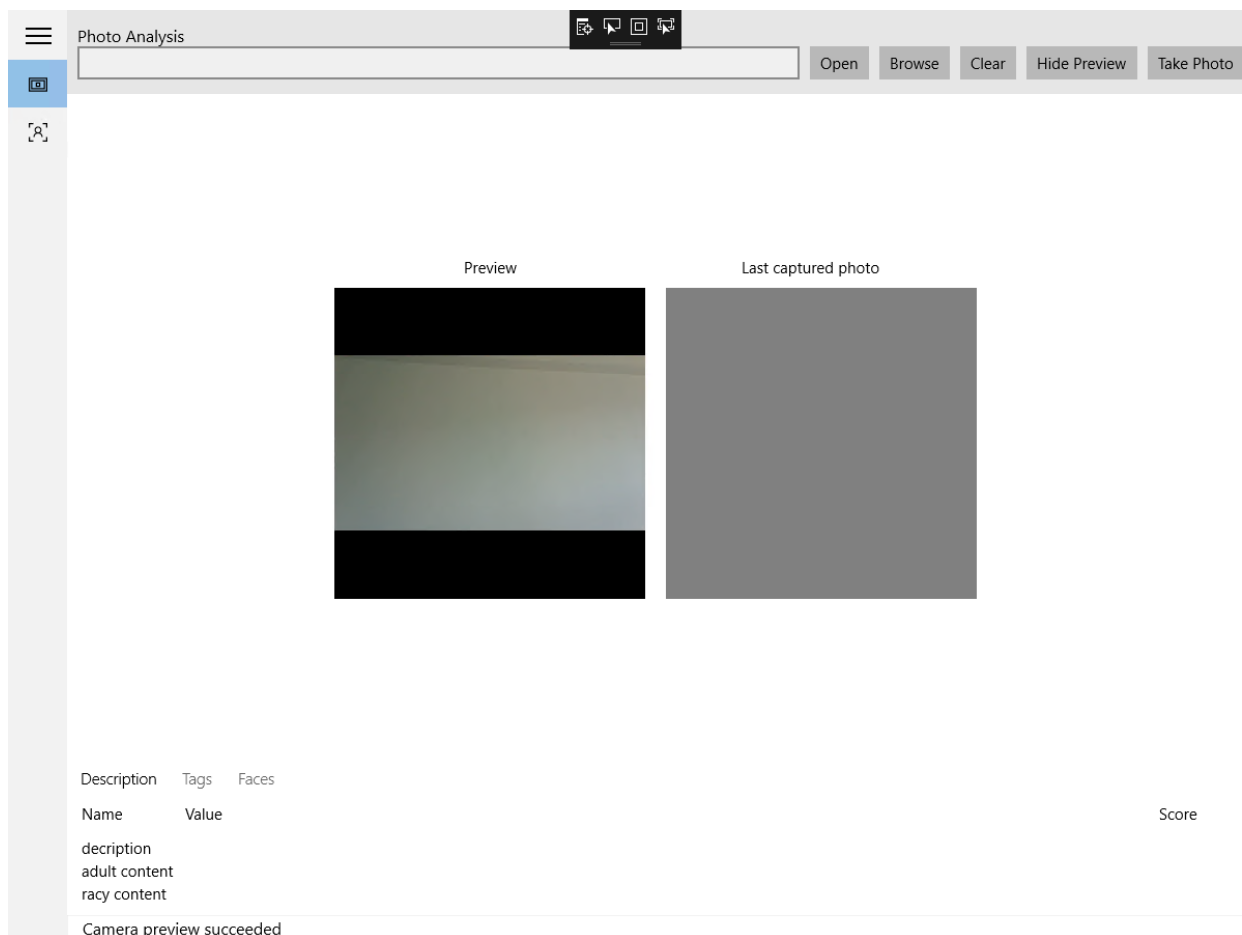 Photo Analysis
Open Browse Clear Hide Preview Take Photo
Preview Last captured photo
Description Tags Faces
Name Value Score
decription
adult content
racy content
Camera preview succeeded